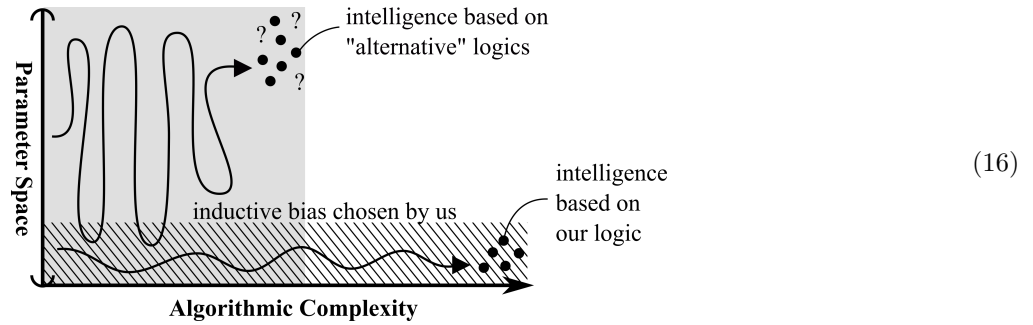 intelligence based on
"alternative" logics
? ?
?
Parameter Space
(16)
intelligence
based on
our logic
inductive bias chosen by us
Algorithmic Complexity